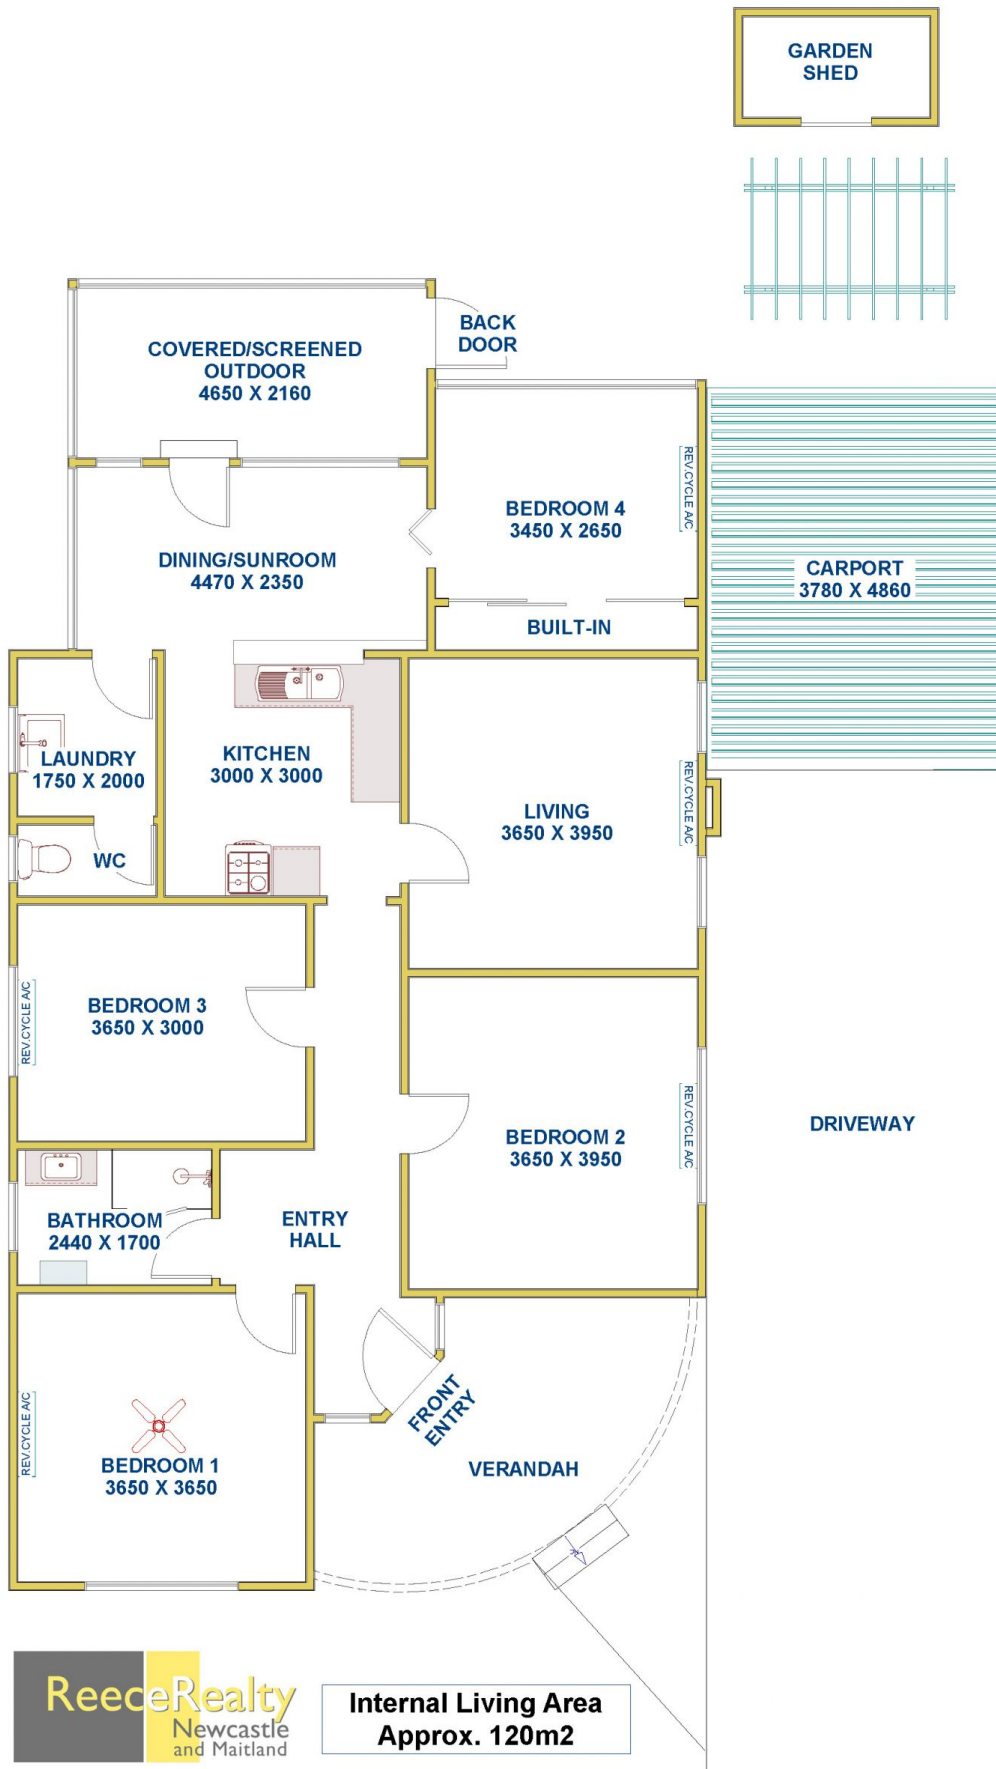 GARDEN
SHED
BACK
DOOR
COVERED/SCREENED
OUTDOOR
4650 X 2160
REV.CYCLE A/C
BEDROOM 4
3450 X 2650
DINING/SUNROOM
4470 X 2350
CARPORT
3780 X 4860
BUILT-IN
LAUNDRY
1750 X 2000
KITCHEN
3000 X 3000
LIVING
3650 X 3950
REV.CYCLE A/C
WC
BEDROOM 3
3650 X 3000
REV.CYCLE A/C
BEDROOM 2
3650 X 3950
REV.CYCLE A/C
DRIVEWAY
BATHROOM
2440 X 1700
ENTRY
HALL
FRONT
ENTRY
BEDROOM 1
3650 X 3650
REV.CYCLE A/C
VERANDAH
ReeceRealty
Newcastle
and Maitland
Internal Living Area
Approx. 120m2